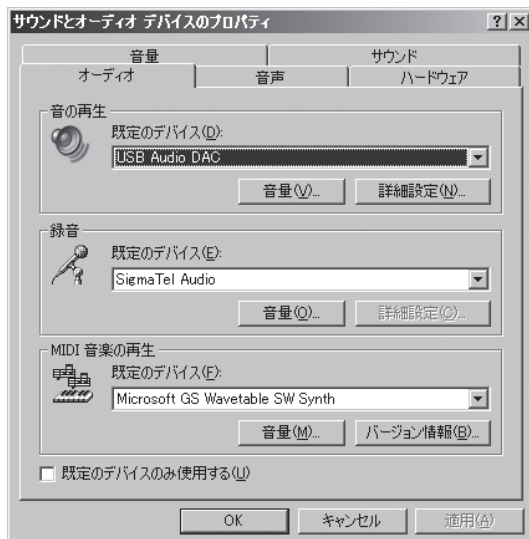 サウンドとオーディオ デバイスのプロパティ
音量
サウンド
オーディオ
音声
ハードウェア
音の再生
既定のデバイス(D):
USB Audio DAC
音量(V)...
詳細設定(N)...
録音
既定のデバイス(E):
SigmaTel Audio
音量(O)...
詳細設定(C)...
MIDI 音楽の再生
既定のデバイス(F):
Microsoft GS Wavetable SW Synth
音量(M)...
バージョン情報(B)...
既定のデバイスのみ使用する(U)
OK
キャンセル
適用(A)